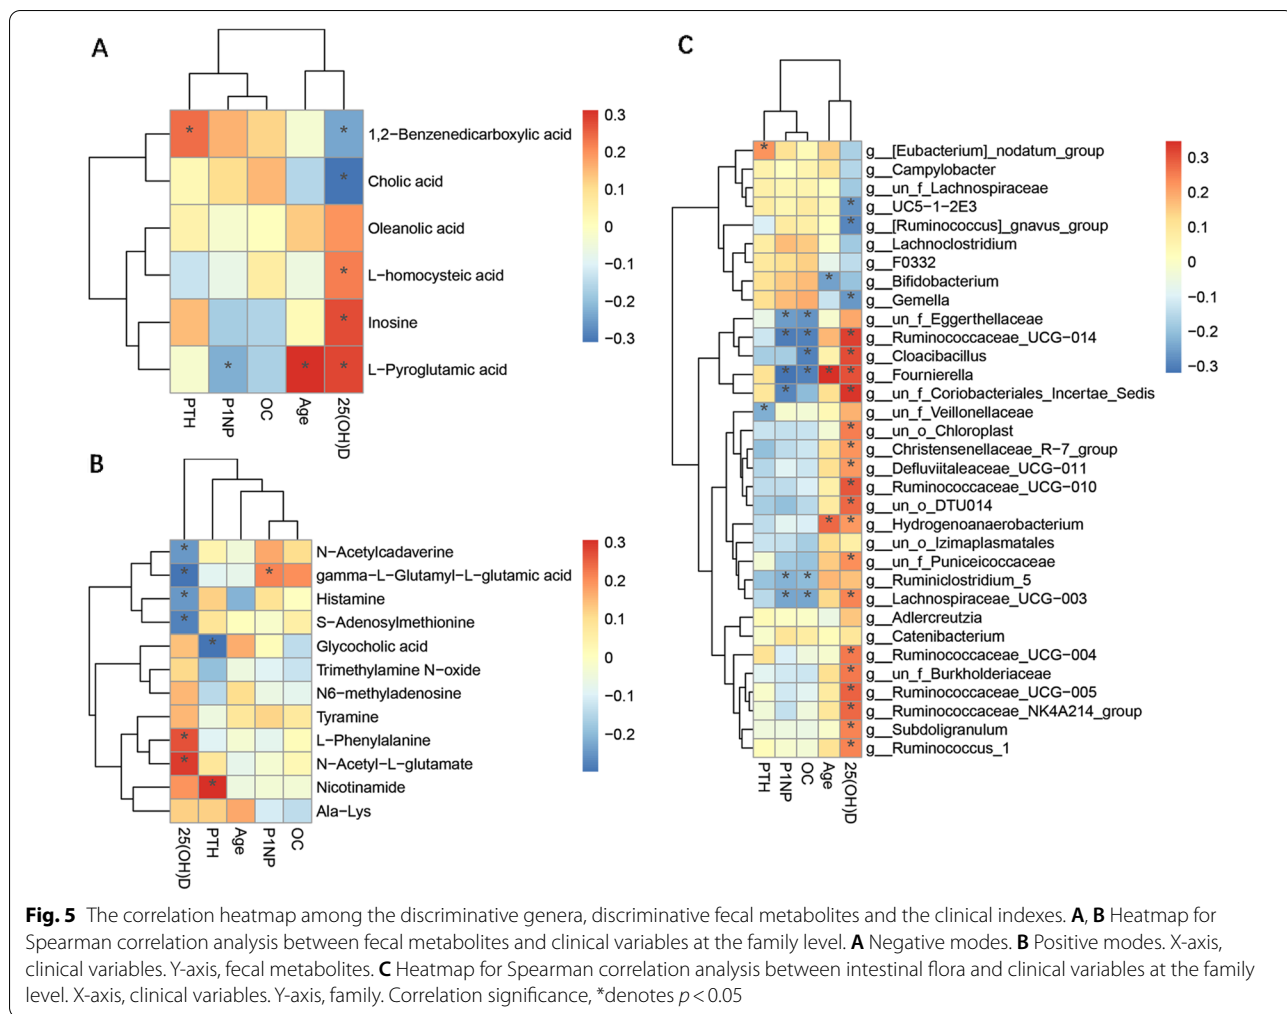 A
1,2−Benzenedicarboxylic acid
Cholic acid
Oleanolic acid
L−homocysteic acid
Inosine
L−Pyroglutamic acid
PTH
P1NP
OC
Age
25(OH)D
0.3
0.2
0.1
0
−0.1
−0.2
−0.3
B
N−Acetylcadaverine
gamma−L−Glutamyl−L−glutamic acid
Histamine
S−Adenosylmethionine
Glycocholic acid
Trimethylamine N−oxide
N6−methyladenosine
Tyramine
L−Phenylalanine
N−Acetyl−L−glutamate
Nicotinamide
Ala−Lys
25(OH)D
PTH
Age
P1NP
OC
0.3
0.2
0.1
0
−0.1
−0.2
C
g__[Eubacterium]_nodatum_group
g__Campylobacter
g__un_f_Lachnospiraceae
g__UC5−1−2E3
g__[Ruminococcus]_gnavus_group
g__Lachnoclostridium
g__F0332
g__Bifidobacterium
g__Gemella
g__un_f_Eggerthellaceae
g__Ruminococcaceae_UCG−014
g__Cloacibacillus
g__Fournierella
g__un_f_Coriobacteriales_Incertae_Sedis
g__un_f_Veillonellaceae
g__un_o_Chloroplast
g__Christensenellaceae_R−7_group
g__Defluviitaleaceae_UCG−011
g__Ruminococcaceae_UCG−010
g__un_o_DTU014
g__Hydrogenoanaerobacterium
g__un_o_Izimaplasmatales
g__un_f_Puniceicoccaceae
g__Ruminiclostridium_5
g__Lachnospiraceae_UCG−003
g__Adlercreutzia
g__Catenibacterium
g__Ruminococcaceae_UCG−004
g__un_f_Burkholderiaceae
g__Ruminococcaceae_UCG−005
g__Ruminococcaceae_NK4A214_group
g__Subdoligranulum
g__Ruminococcus_1
PTH
P1NP
OC
Age
25(OH)D
0.3
0.2
0.1
0
−0.1
−0.2
−0.3
Fig. 5 The correlation heatmap among the discriminative genera, discriminative fecal metabolites and the clinical indexes. A, B Heatmap for
Spearman correlation analysis between fecal metabolites and clinical variables at the family level. A Negative modes. B Positive modes. X-axis,
clinical variables. Y-axis, fecal metabolites. C Heatmap for Spearman correlation analysis between intestinal flora and clinical variables at the family
level. X-axis, clinical variables. Y-axis, family. Correlation significance, *denotes p < 0.05